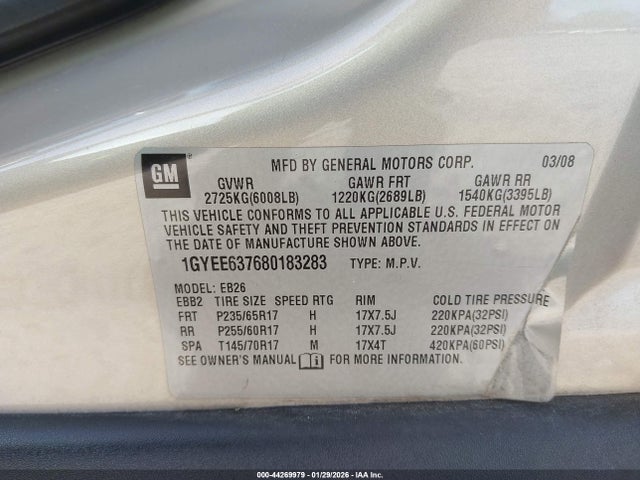 GM ®
MFD BY GENERAL MOTORS CORP. 03/08
GVWR GAWR FRT GAWR RR
2725KG(6008LB) 1220KG(2689LB) 1540KG(3395LB)
THIS VEHICLE CONFORMS TO ALL APPLICABLE U.S. FEDERAL MOTOR
VEHICLE SAFETY AND THEFT PREVENTION STANDARDS IN EFFECT ON
THE DATE OF MANUFACTURE SHOWN ABOVE.
1GYEE637680183283 TYPE: M.P.V.
MODEL: EB26
EBB2 TIRE SIZE SPEED RTG RIM COLD TIRE PRESSURE
FRT P235/65R17 H 17X7.5J 220KPA(32PSI)
RR P255/60R17 H 17X7.5J 220KPA(32PSI)
SPA T145/70R17 M 17X4T 420KPA(60PSI)
SEE OWNER'S MANUAL i FOR MORE INFORMATION.
000-44269979 - 01/29/2026 - IAA Inc.